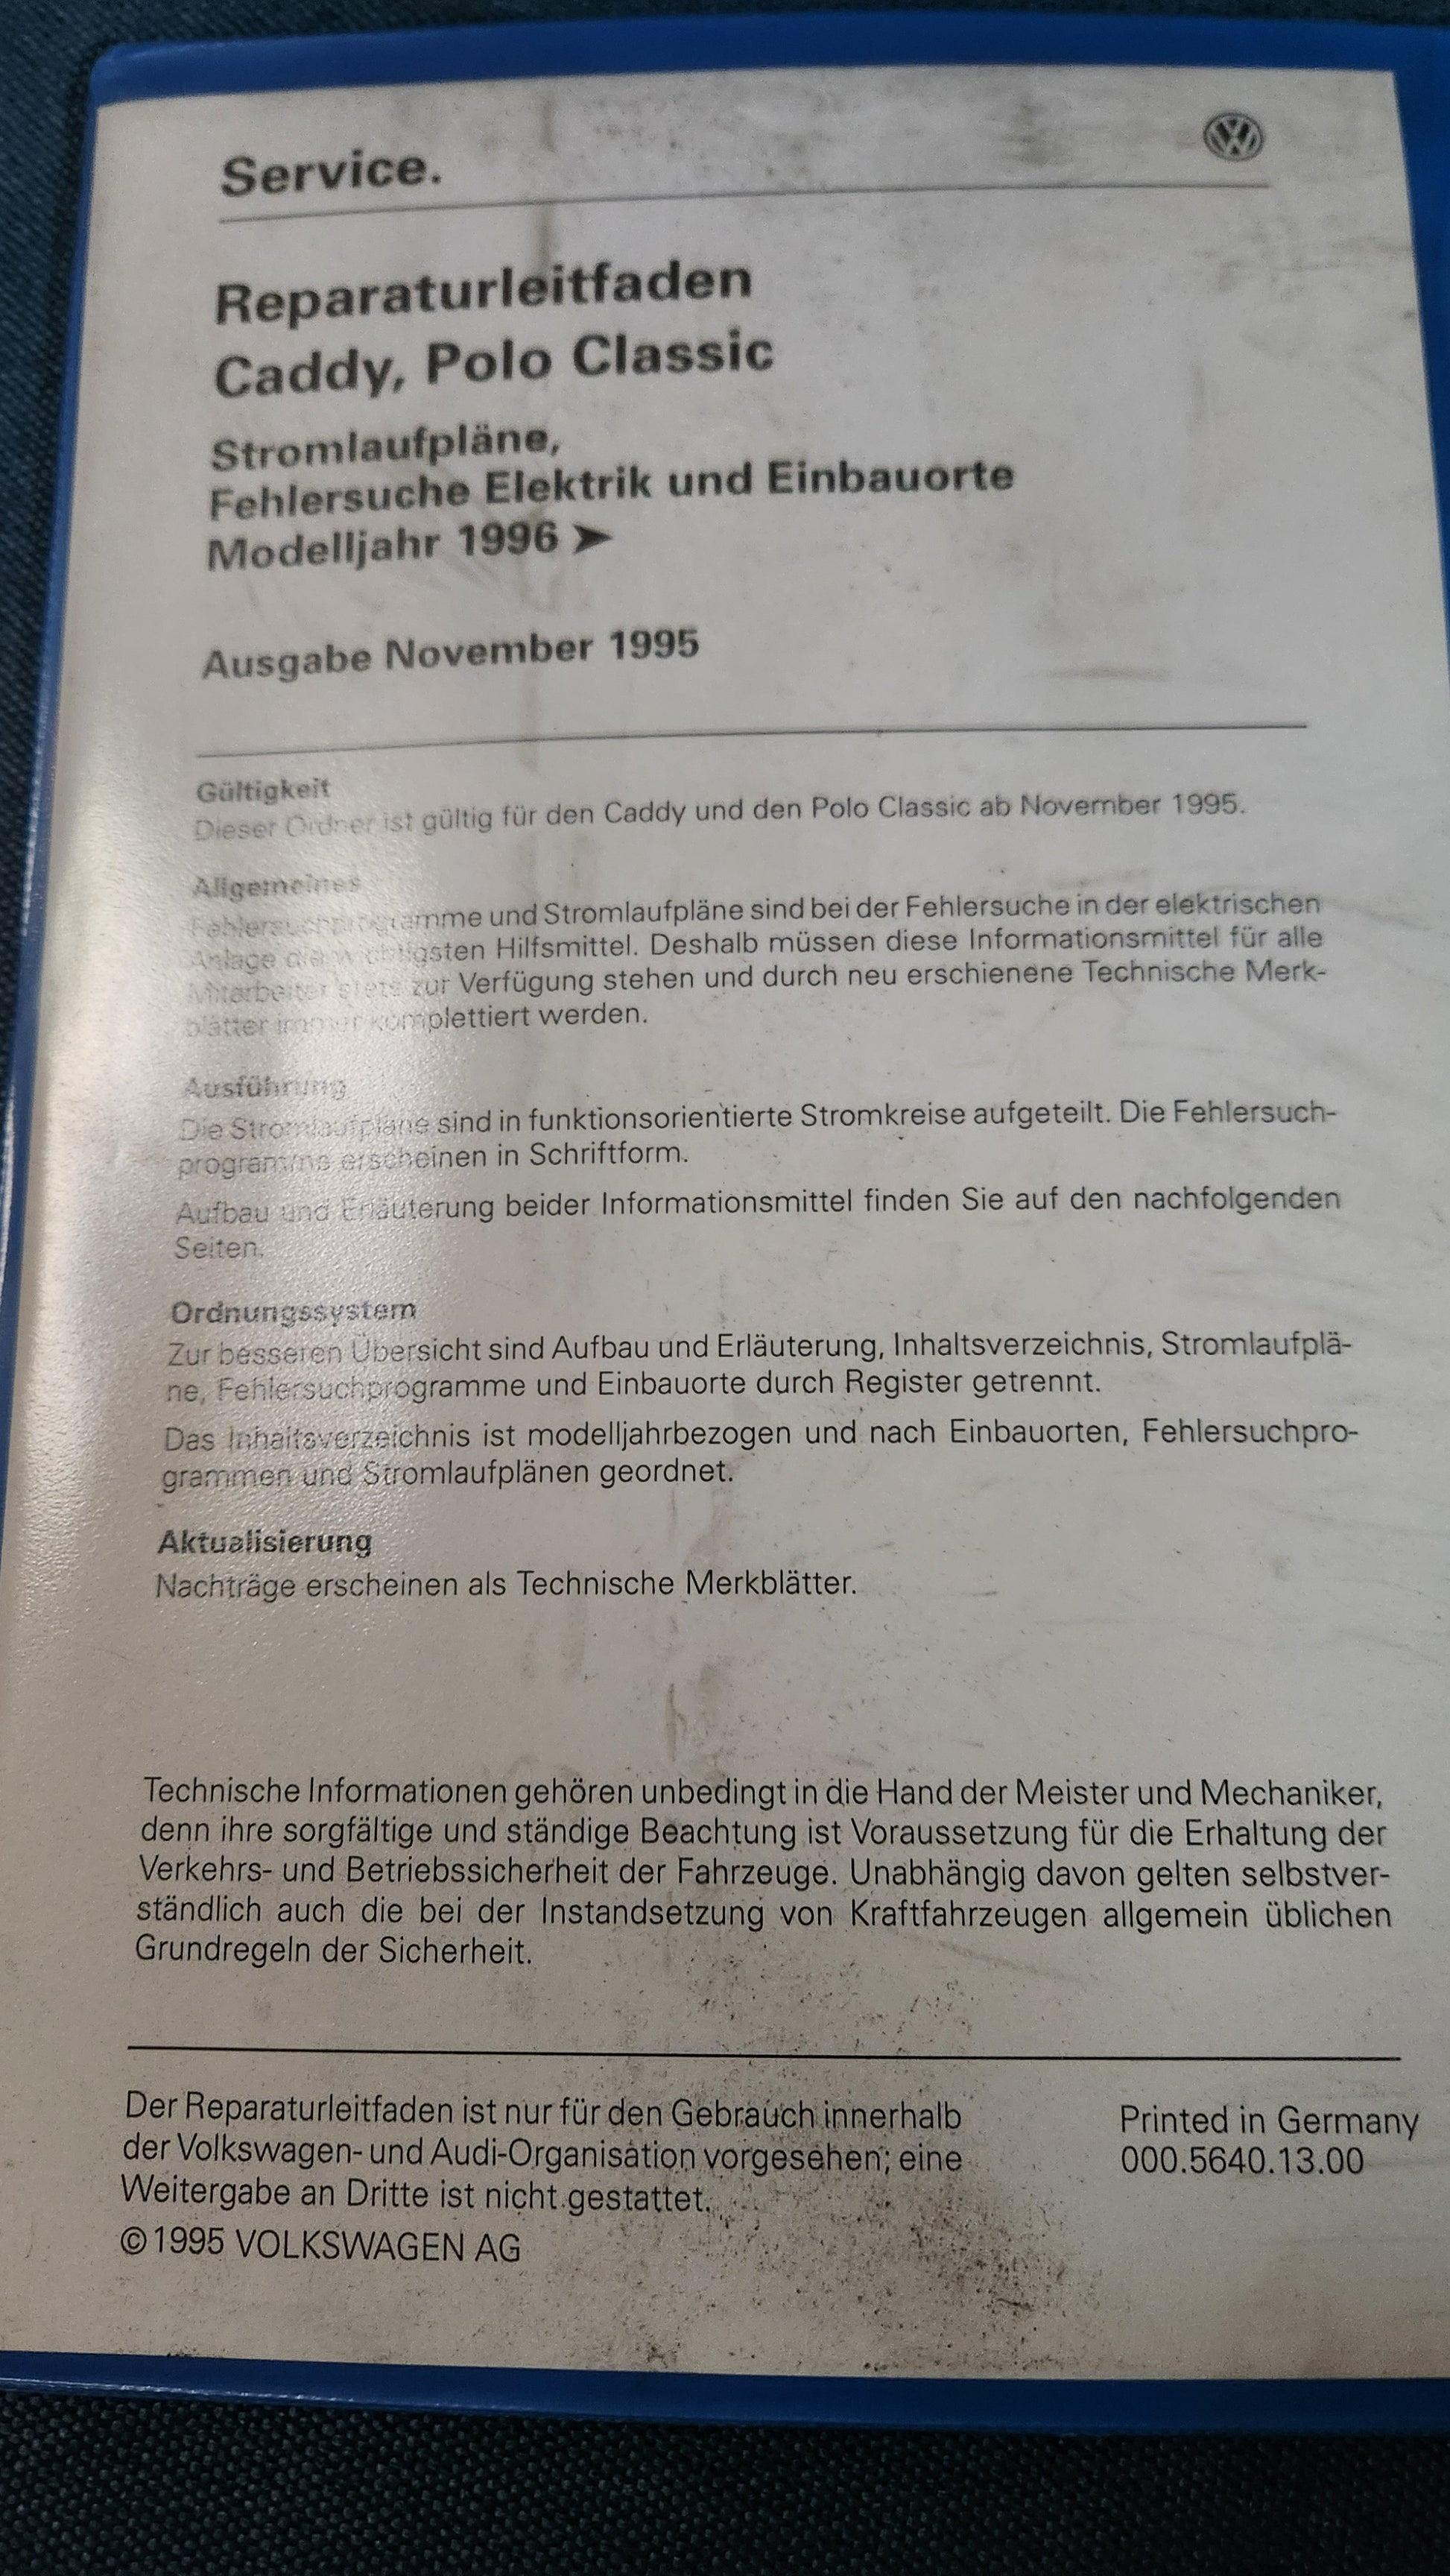 Service.
Reparaturleitfaden
Caddy, Polo Classic
Stromlaufpläne,
Fehlersuche Elektrik und Einbauorte
Modelljahr 1996 ➤
Ausgabe November 1995
Gültigkeit
Dieser Ordner ist gültig für den Caddy und den Polo Classic ab November 1995.
Allgemeines
Fehlersuchprogramme und Stromlaufpläne sind bei der Fehlersuche in der elektrischen
Anlage die wichtigsten Hilfsmittel. Deshalb müssen diese Informationsmittel für alle
Mitarbeiter stets zur Verfügung stehen und durch neu erschienene Technische Merk-
blätter immer komplettiert werden.
Ausführung
Die Stromlaufpläne sind in funktionsorientierte Stromkreise aufgeteilt. Die Fehlersuch-
programme erscheinen in Schriftform.
Aufbau und Erläuterung beider Informationsmittel finden Sie auf den nachfolgenden
Seiten.
Ordnungssystem
Zur besseren Übersicht sind Aufbau und Erläuterung, Inhaltsverzeichnis, Stromlaufplä-
ne, Fehlersuchprogramme und Einbauorte durch Register getrennt.
Das Inhaltsverzeichnis ist modelljahrbezogen und nach Einbauorten, Fehlersuchpro-
grammen und Stromlaufplänen geordnet.
Aktualisierung
Nachträge erscheinen als Technische Merkblätter.
Technische Informationen gehören unbedingt in die Hand der Meister und Mechaniker,
denn ihre sorgfältige und ständige Beachtung ist Voraussetzung für die Erhaltung der
Verkehrs- und Betriebssicherheit der Fahrzeuge. Unabhängig davon gelten selbstver-
ständlich auch die bei der Instandsetzung von Kraftfahrzeugen allgemein üblichen
Grundregeln der Sicherheit.
Der Reparaturleitfaden ist nur für den Gebrauch innerhalb
der Volkswagen- und Audi-Organisation vorgesehen; eine
Weitergabe an Dritte ist nicht gestattet.
© 1995 VOLKSWAGEN AG
Printed in Germany
000.5640.13.00